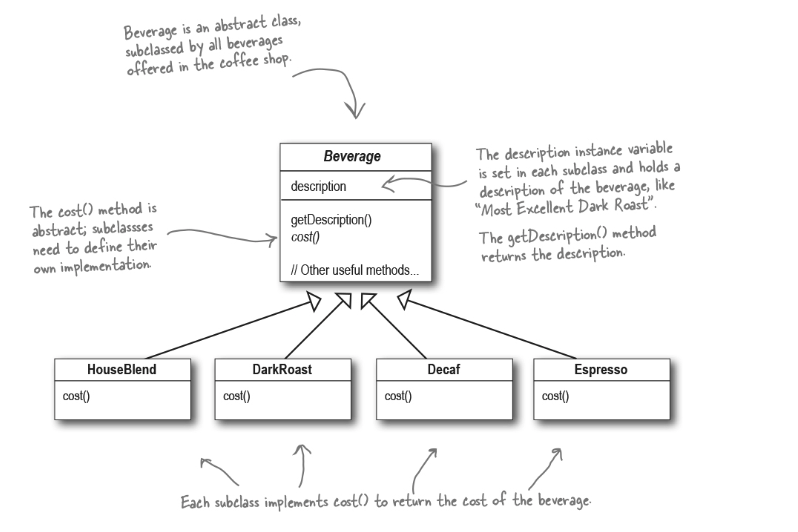 Beverage is an abstract class,
subclassed by all beverages
offered in the coffee shop.
Beverage
description
getDescription()
cost()
// Other useful methods...
The description instance variable
is set in each subclass and holds a
description of the beverage, like
"Most Excellent Dark Roast".
The getDescription() method
returns the description.
The cost() method is
abstract; subclassses
need to define their
own implementation.
HouseBlend
cost()
DarkRoast
cost()
Decaf
cost()
Espresso
cost()
Each subclass implements cost() to return the cost of the beverage.